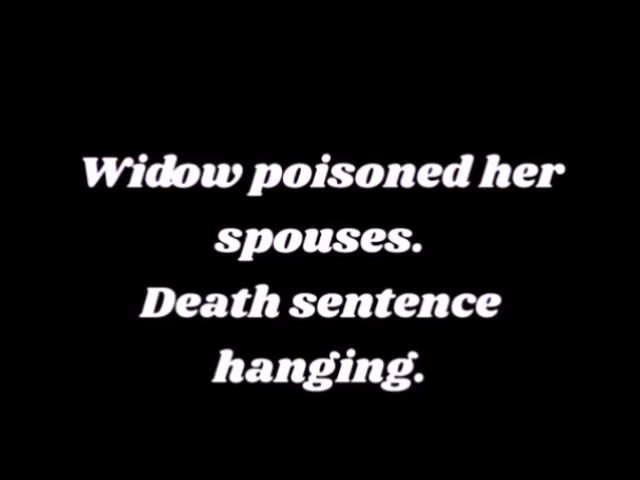 Widow poisoned her
spouses.
Death sentence
hanging.